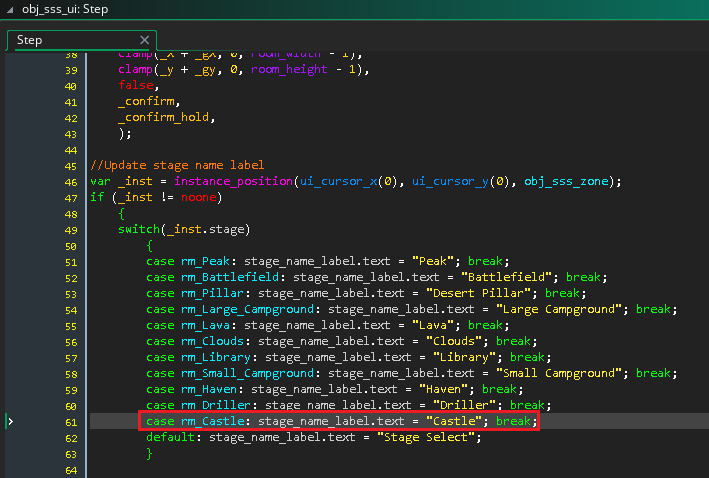 obj_sss_ui: Step
Step
38 clamp(_x + _gx, 0, room_width - 1),
39 clamp(_y + _gy, 0, room_height - 1),
40 false,
41 _confirm,
42 _confirm_hold,
43 );
44
45 //Update stage name label
46 var _inst = instance_position(ui_cursor_x(0), ui_cursor_y(0), obj_sss_zone);
47 if (_inst != noone)
48 {
49 switch(_inst.stage)
50 {
51 case rm_Peak: stage_name_label.text = "Peak"; break;
52 case rm_Battlefield: stage_name_label.text = "Battlefield"; break;
53 case rm_Pillar: stage_name_label.text = "Desert Pillar"; break;
54 case rm_Large_Campground: stage_name_label.text = "Large Campground"; break;
55 case rm_Lava: stage_name_label.text = "Lava"; break;
56 case rm_Clouds: stage_name_label.text = "Clouds"; break;
57 case rm_Library: stage_name_label.text = "Library"; break;
58 case rm_Small_Campground: stage_name_label.text = "Small Campground"; break;
59 case rm_Haven: stage_name_label.text = "Haven"; break;
60 case rm_Driller: stage_name_label.text = "Driller"; break;
61 case rm_Castle: stage_name_label.text = "Castle"; break;
62 default: stage_name_label.text = "Stage Select";
63 }
64